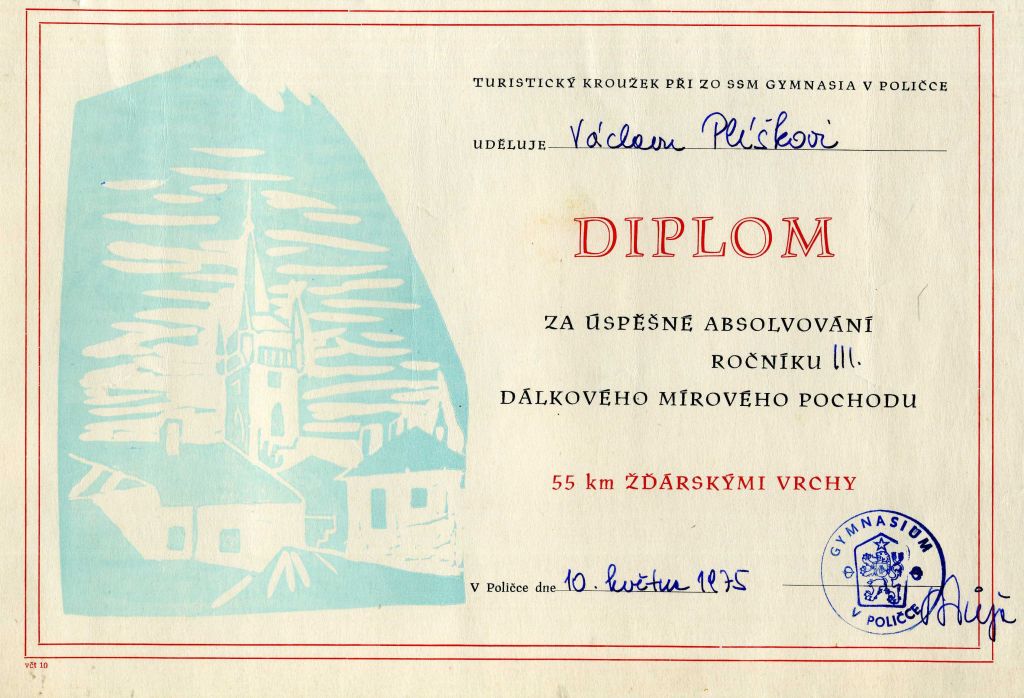 TURISTICKÝ KROUŽEK PŘI ZO SSM GYMNASIA V POLIČCE
UDĚLUJE Václavu Plíškovi
DIPLOM
ZA ÚSPĚŠNÉ ABSOLVOVÁNÍ
ROČNÍKU III.
DÁLKOVÉHO MÍROVÉHO POCHODU
55 km ŽĎÁRSKÝMI VRCHY
V Poličce dne 10. května 1975
GYMNASIUM
V POLIČCE
včt 10